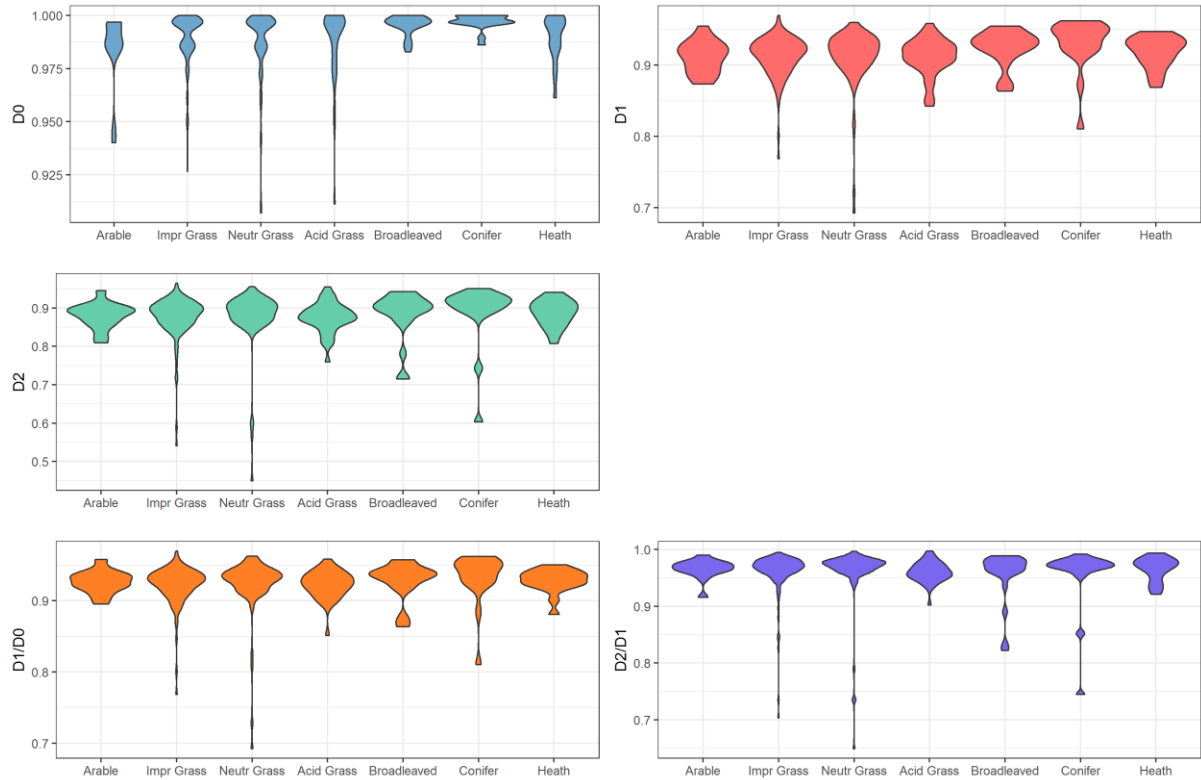 D0
1.000
0.975
0.950
0.925
Arable Impr Grass Neutr Grass Acid Grass Broadleaved Conifer Heath
D1
0.9
0.8
0.7
Arable Impr Grass Neutr Grass Acid Grass Broadleaved Conifer Heath
D2
0.9
0.8
0.7
0.6
0.5
Arable Impr Grass Neutr Grass Acid Grass Broadleaved Conifer Heath
D1/D0
0.9
0.8
0.7
Arable Impr Grass Neutr Grass Acid Grass Broadleaved Conifer Heath
D2/D1
1.0
0.9
0.8
0.7
Arable Impr Grass Neutr Grass Acid Grass Broadleaved Conifer Heath